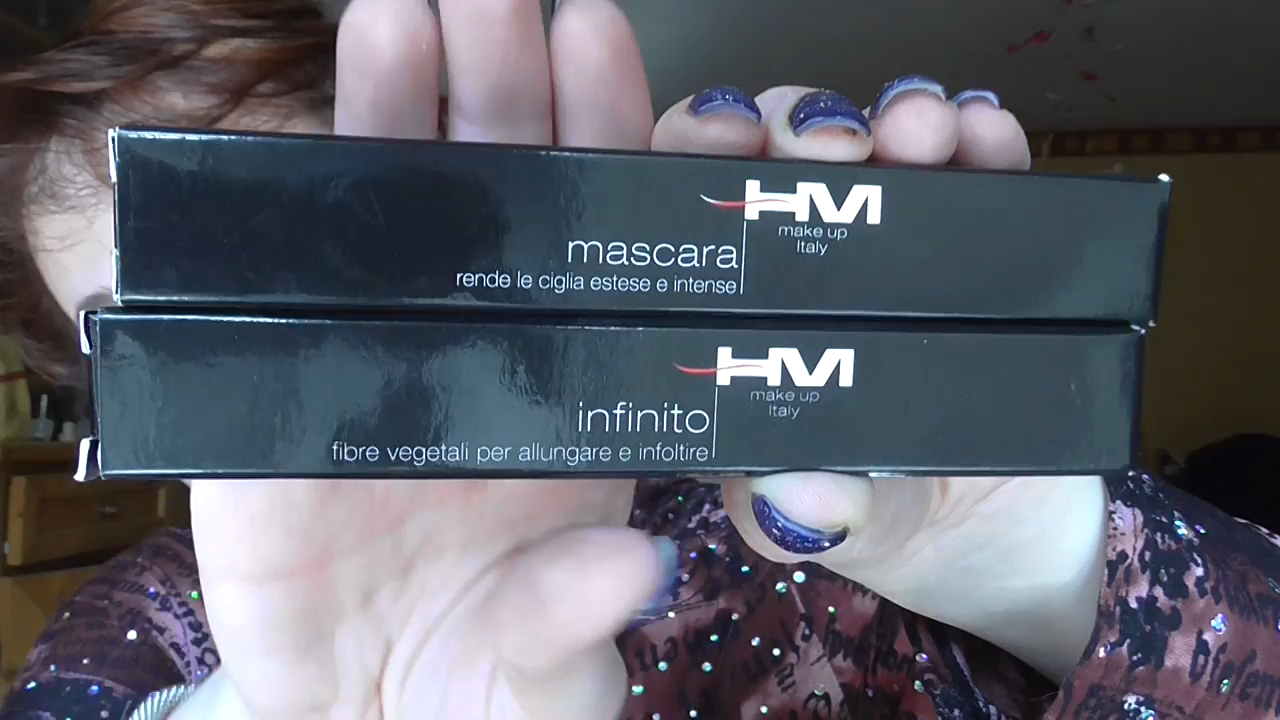 HM
make up
Italy
mascara
rende le ciglia estese e intense
HM
make up
Italy
infinito
fibre vegetali per allungare e infoltire